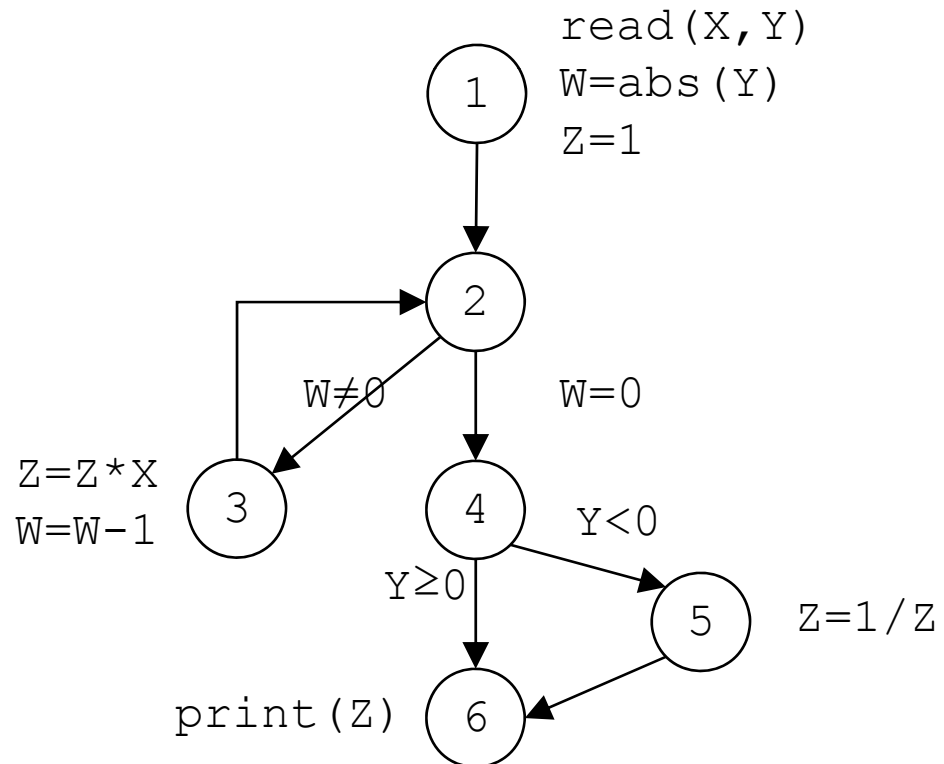 read(X,Y)
1
W=abs(Y)
Z=1
2
W≠0
W=0
Z=Z*X
3
W=W-1
4
Y<0
Y≥0
5
Z=1/Z
print(Z)
6